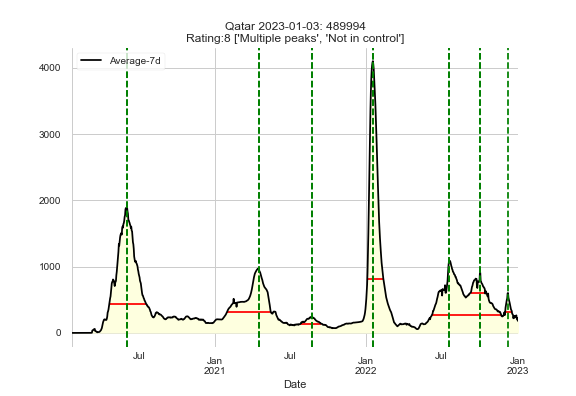 Qatar 2023-01-03: 489994
Rating:8 ['Multiple peaks', 'Not in control']
Average-7d
4000
3000
2000
1000
0
Jul
Jan
2021
Jul
Jan
2022
Jul
Jan
2023
Date